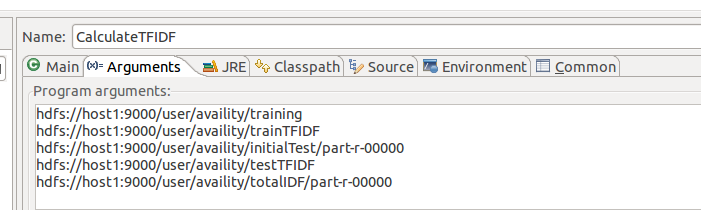 Name: CalculateTFIDF
Main (x)= Arguments JRE Classpath Source Environment Common
Program arguments:
hdfs://host1:9000/user/availity/training
hdfs://host1:9000/user/availity/trainTFIDF
hdfs://host1:9000/user/availity/initialTest/part-r-00000
hdfs://host1:9000/user/availity/testTFIDF
hdfs://host1:9000/user/availity/totalIDF/part-r-00000